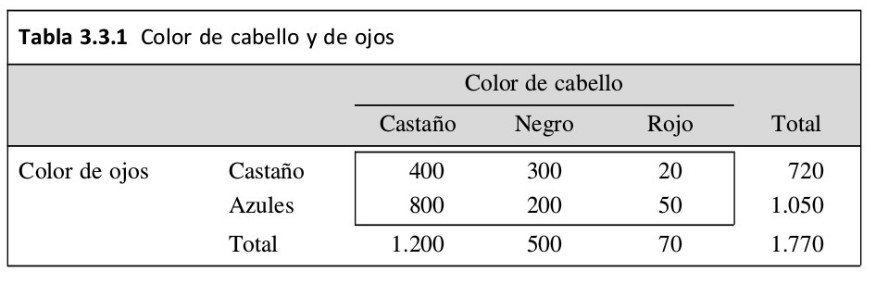 Tabla 3.3.1 Color de cabello y de ojos
Color de cabello
Castaño Negro Rojo Total
Color de ojos Castaño 400 300 20 720
Azules 800 200 50 1.050
Total 1.200 500 70 1.770